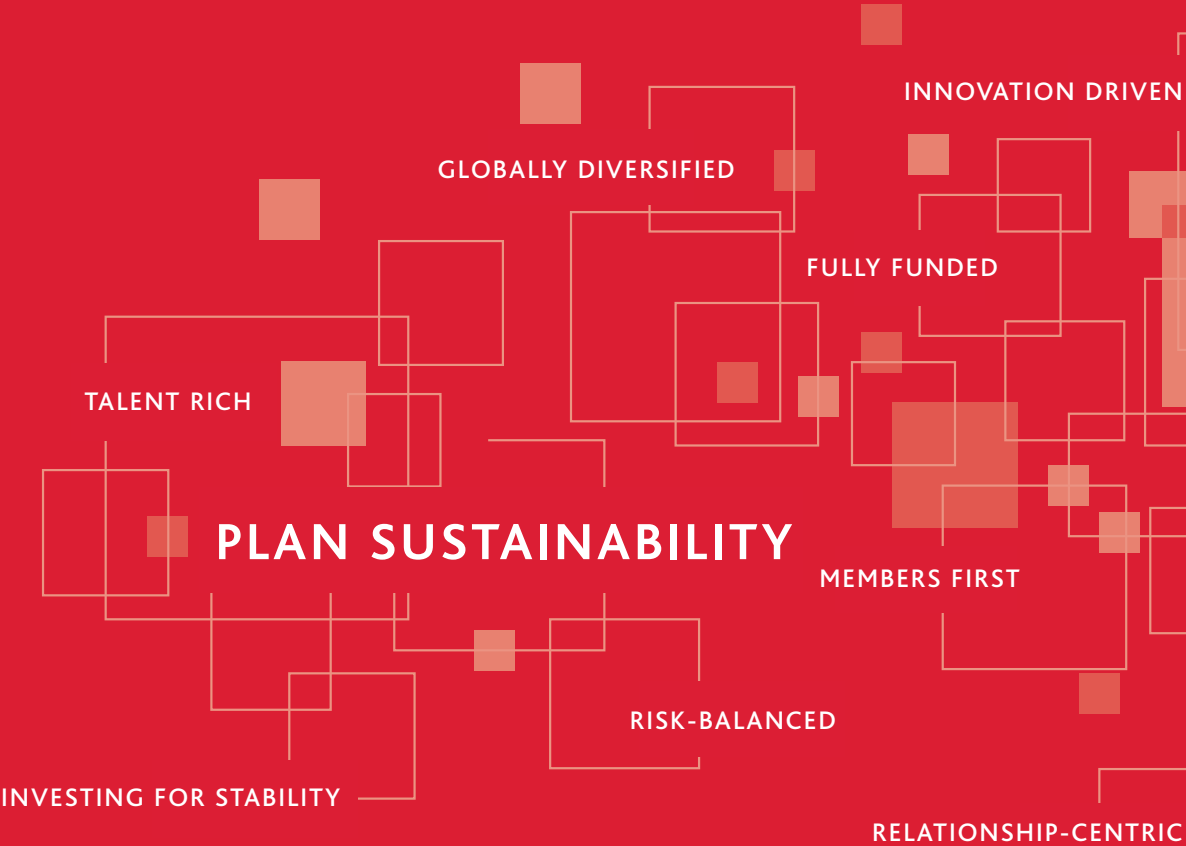 INNOVATION DRIVEN
GLOBALLY DIVERSIFIED
FULLY FUNDED
TALENT RICH
PLAN SUSTAINABILITY
MEMBERS FIRST
RISK-BALANCED
INVESTING FOR STABILITY
RELATIONSHIP-CENTRIC